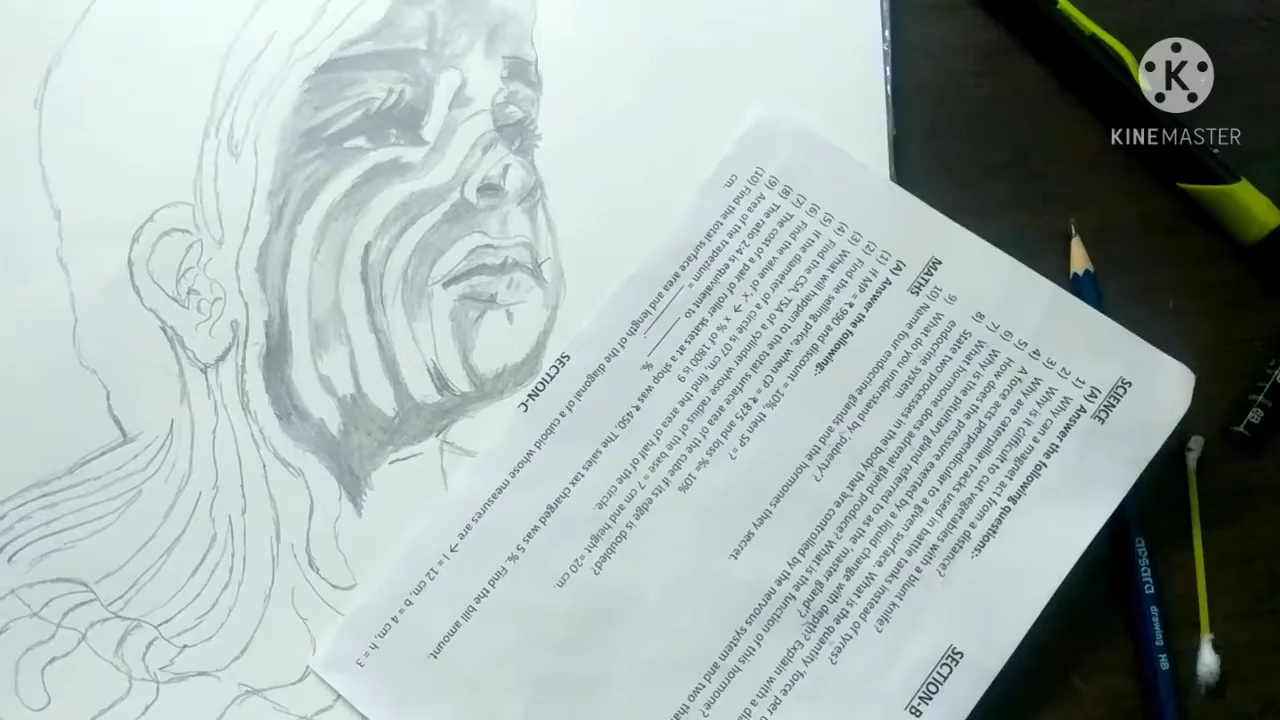 SECTION-B
SCIENCE
(A) Answer the following questions:-
1) Why can a magnet act from a distance?
2) Why is it difficult to cut vegetables with a blunt knife?
3) Why are caterpillar tracks used in battle tanks instead of tyres?
4) A force acts perpendicular to a given surface. What is the quantity 'force per
5) How does the pressure exerted by a liquid change with depth? Explain with a
6) Why is the pituitary gland referred to as the 'master gland'?
7) What hormone does adrenal gland produce? What is the function of this hormone?
8) State two processes in the body that are controlled by the nervous system and two
endocrine system.
9) What do you understand by puberty?
10) Name four endocrine glands and the hormones they secret.
MATHS
(A) Answer the following:-
(1) If MP = ₹ 990 and discount = 10%, then SP = ?
(2) Find the selling price, when CP = ₹ 875 and loss %= 10%
(3) What will happen to the total surface area of the cube if its edge is doubled?
(4) Find the CSA, TSA of a cylinder whose radius of the base = 7 cm and height =20 cm.
(5) If the diameter of a circle is 07 cm, find the area of half of the circle.
(6) Find the value of 'x' → x % of 1800 is 9
(7) The cost of a pair of roller skates at a shop was ₹ 450. The sales tax charged was 5 %. Find the bill amount.
(8) The ratio 2:4 is equivalent to ______ %.
(9) Area of the trapezium = ______
(10) Find the total surface area and length of the diagonal of a cuboid whose measures are → l = 12 cm, b = 4 cm, h = 3
cm.
SECTION-C
apsara drawing HB
6B
K
KINEMASTER